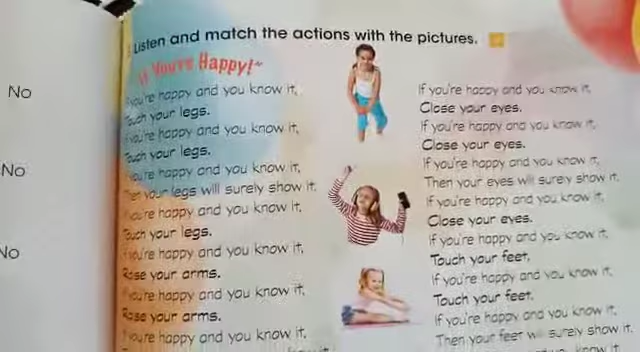 No
No
No
Listen and match the actions with the pictures.
If You're Happy!~
you're happy and you know it,
Touch your legs.
you're happy and you know it,
Touch your legs.
you're happy and you know it,
Then your legs will surely show it.
you're happy and you know it,
Touch your legs.
you're happy and you know it,
Rase your arms.
you're happy and you know it,
Rase your arms.
you're happy and you know it,
If you're happy and you know it,
Close your eyes.
If you're happy and you know it,
Close your eyes.
If you're happy and you know it,
Then your eyes will surely show it.
If you're happy and you know it,
Close your eyes.
If you're happy and you know it,
Touch your feet,
If you're happy and you know it,
Touch your feet.
If you're happy and you know it,
Then your feet will surely show it.
know it,